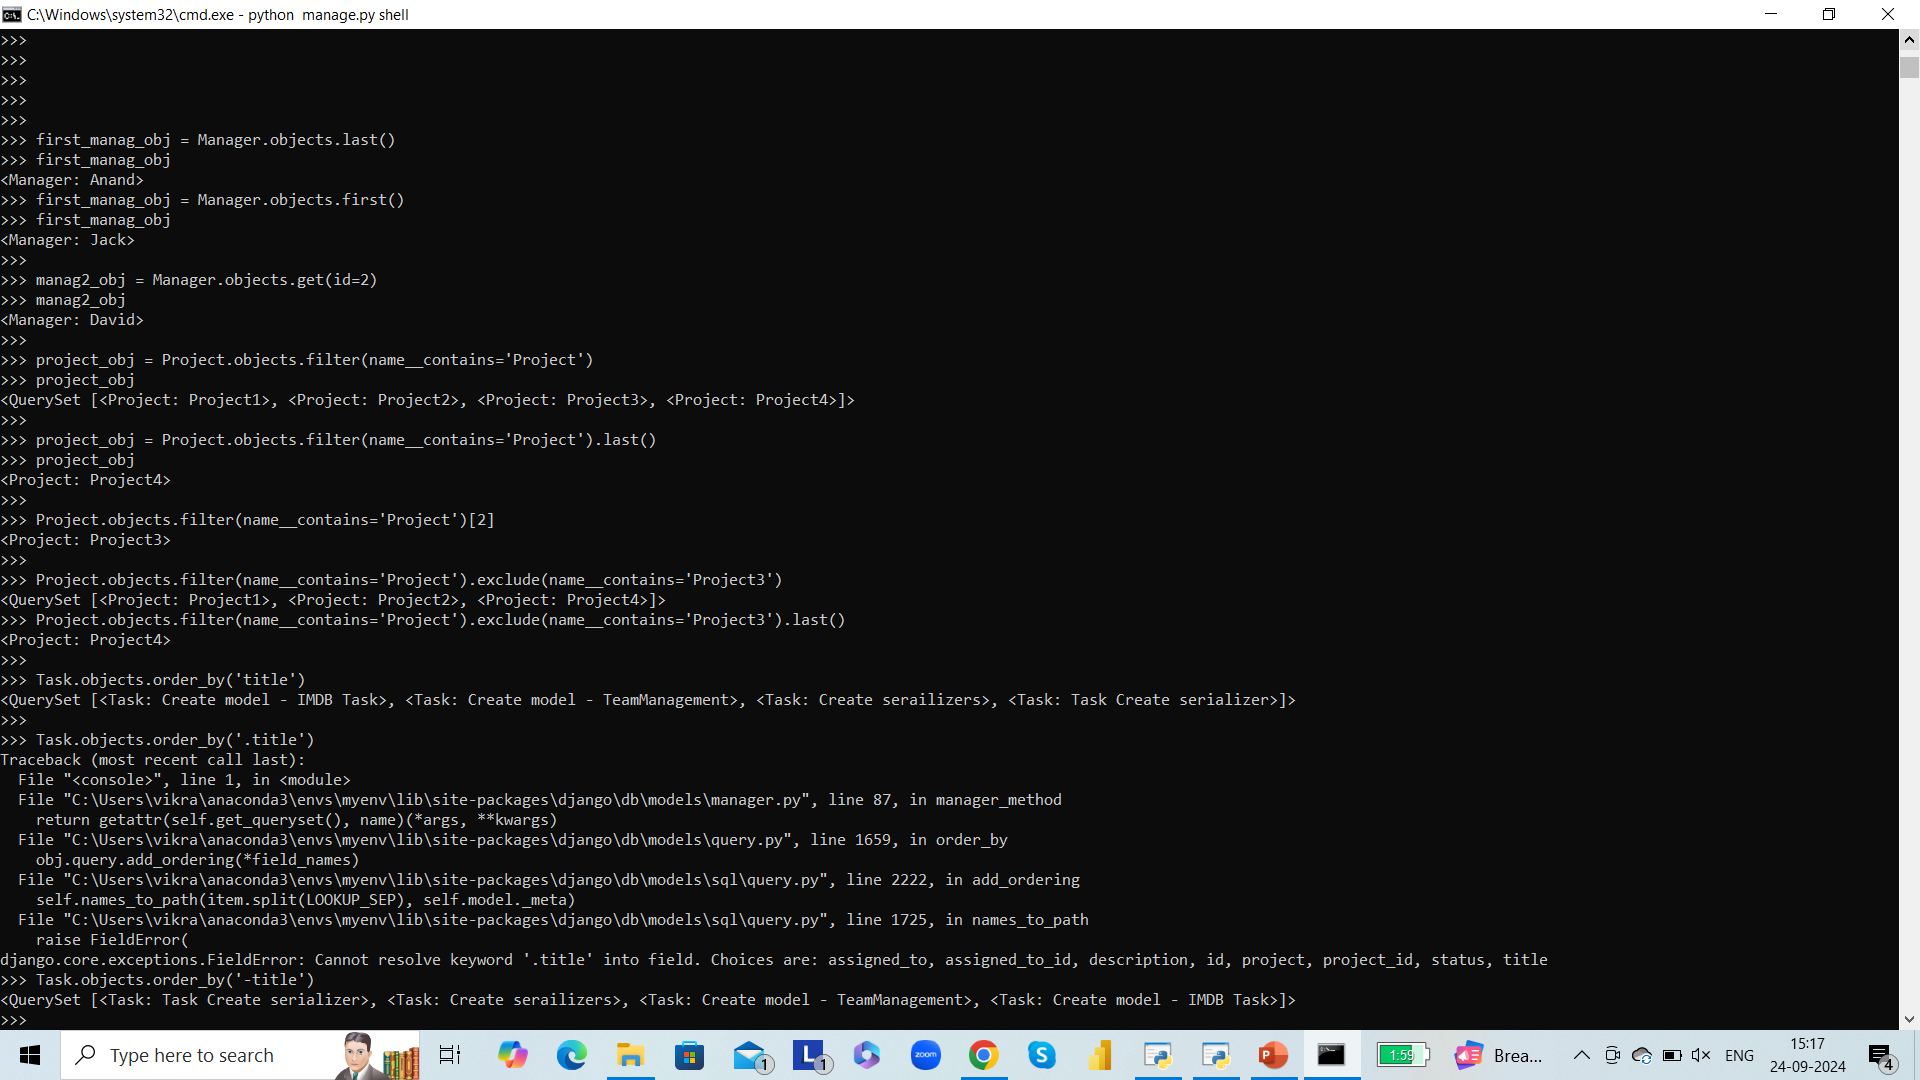 C:\Windows\system32\cmd.exe - python  manage.py shell
>>>
>>>
>>>
>>>
>>>
>>> first_manag_obj = Manager.objects.last()
>>> first_manag_obj
<Manager: Anand>
>>> first_manag_obj = Manager.objects.first()
>>> first_manag_obj
<Manager: Jack>
>>>
>>> manag2_obj = Manager.objects.get(id=2)
>>> manag2_obj
<Manager: David>
>>>
>>> project_obj = Project.objects.filter(name__contains='Project')
>>> project_obj
<QuerySet [<Project: Project1>, <Project: Project2>, <Project: Project3>, <Project: Project4>]>
>>>
>>> project_obj = Project.objects.filter(name__contains='Project').last()
>>> project_obj
<Project: Project4>
>>>
>>> Project.objects.filter(name__contains='Project')[2]
<Project: Project3>
>>>
>>> Project.objects.filter(name__contains='Project').exclude(name__contains='Project3')
<QuerySet [<Project: Project1>, <Project: Project2>, <Project: Project4>]>
>>> Project.objects.filter(name__contains='Project').exclude(name__contains='Project3').last()
<Project: Project4>
>>>
>>> Task.objects.order_by('title')
<QuerySet [<Task: Create model - IMDB Task>, <Task: Create model - TeamManagement>, <Task: Create serailizers>, <Task: Task Create serializer>]>
>>>
>>> Task.objects.order_by('.title')
Traceback (most recent call last):
  File "<console>", line 1, in <module>
  File "C:\Users\vikra\anaconda3\envs\myenv\lib\site-packages\django\db\models\manager.py", line 87, in manager_method
    return getattr(self.get_queryset(), name)(*args, **kwargs)
  File "C:\Users\vikra\anaconda3\envs\myenv\lib\site-packages\django\db\models\query.py", line 1659, in order_by
    obj.query.add_ordering(*field_names)
  File "C:\Users\vikra\anaconda3\envs\myenv\lib\site-packages\django\db\models\sql\query.py", line 2222, in add_ordering
    self.names_to_path(item.split(LOOKUP_SEP), self.model._meta)
  File "C:\Users\vikra\anaconda3\envs\myenv\lib\site-packages\django\db\models\sql\query.py", line 1725, in names_to_path
    raise FieldError(
django.core.exceptions.FieldError: Cannot resolve keyword '.title' into field. Choices are: assigned_to, assigned_to_id, description, id, project, project_id, status, title
>>> Task.objects.order_by('-title')
<QuerySet [<Task: Task Create serializer>, <Task: Create serailizers>, <Task: Create model - TeamManagement>, <Task: Create model - IMDB Task>]>
>>>
Type here to search
1
L
1
zoom
S
P
1:59
Brea...
ENG
15:17
24-09-2024
4